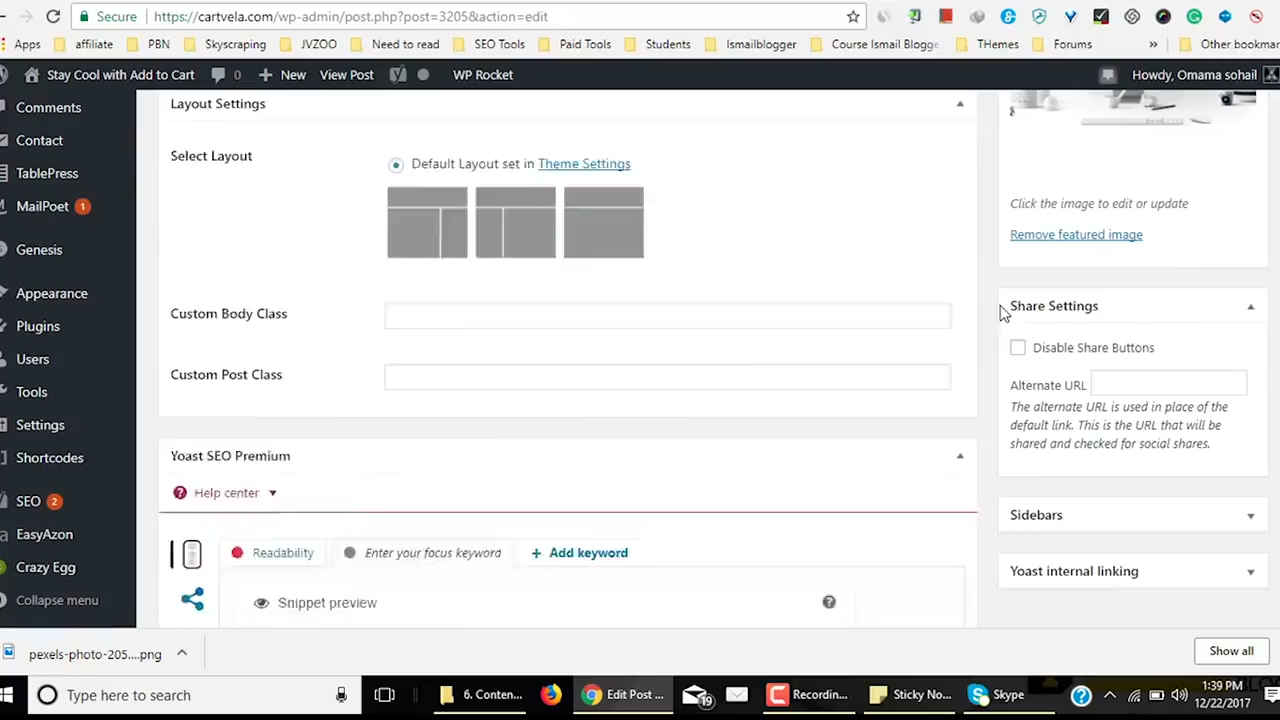 Secure
https://cartvela.com/wp-admin/post.php?post=3205&action=edit
Apps affiliate PBN Skyscraping JVZOO Need to read SEO Tools Paid Tools Students Ismailblogger Course Ismail Blogge THemes Forums » Other bookmar
Stay Cool with Add to Cart 0 + New View Post WP Rocket Howdy, Omama sohail
Comments
Contact
TablePress
MailPoet 1
Genesis
Appearance
Plugins
Users
Tools
Settings
Shortcodes
SEO 2
EasyAzon
Crazy Egg
Collapse menu
Layout Settings
Select Layout
Default Layout set in Theme Settings
Custom Body Class
Custom Post Class
Yoast SEO Premium
Help center
Readability Enter your focus keyword + Add keyword
Snippet preview
Click the image to edit or update
Remove featured image
Share Settings
Disable Share Buttons
Alternate URL
The alternate URL is used in place of the
default link. This is the URL that will be
shared and checked for social shares.
Sidebars
Yoast internal linking
pexels-photo-205....png
Show all
Type here to search
6. Conten...
Edit Post ...
19
Recordin...
Sticky No...
Skype
1:39 PM
12/22/2017